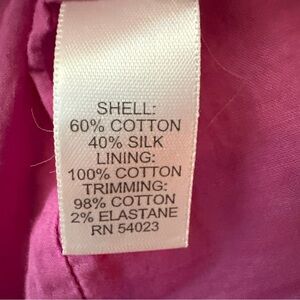 SHELL:
60% COTTON
40% SILK
LINING:
100% COTTON
TRIMMING:
98% COTTON
2% ELASTANE
RN 54023